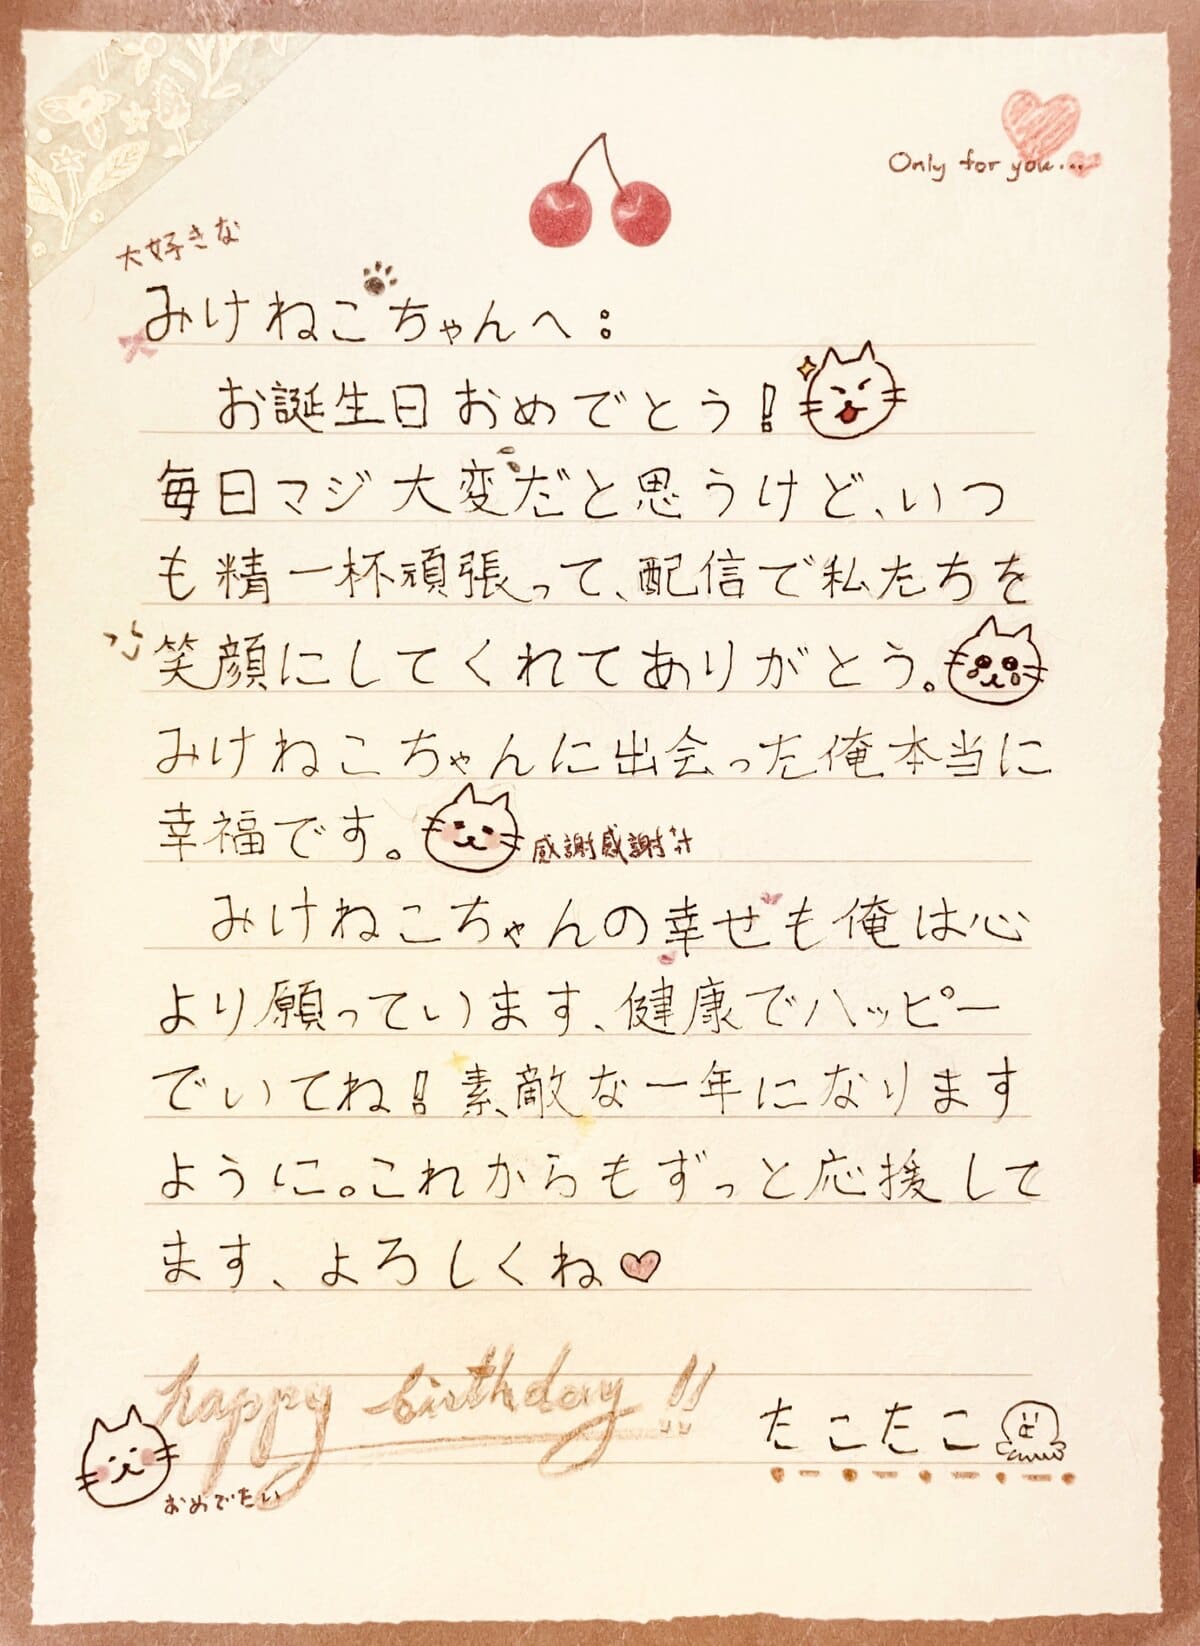 Only for you...
大好きな
みけねこちゃんへ：
お誕生日おめでとう！
毎日マジ大変だと思うけど、いつ
も精一杯頑張って、配信で私たちを
笑顔にしてくれてありがとう。
みけねこちゃんに出会った俺本当に
幸福です。
感謝感謝
みけねこちゃんの幸せも俺は心
より願っています、健康でハッピー
でいてね！素敵な一年になります
ように。これからもずっと応援して
ます、よろしくね♡
happy birthday!!
たこたこ
おめでたい